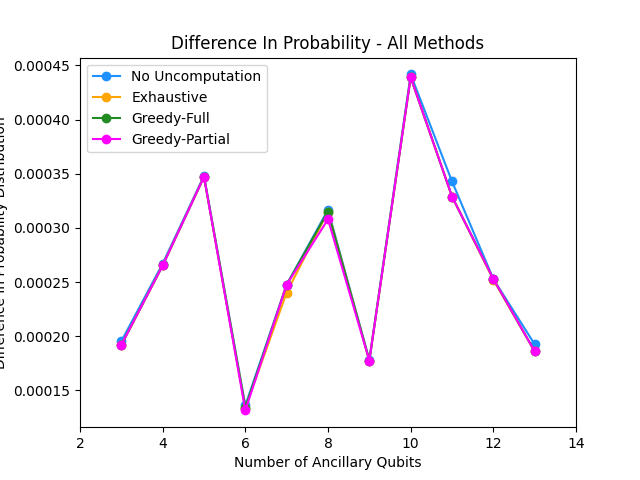 Difference In Probability - All Methods
No Uncomputation
Exhaustive
Greedy-Full
Greedy-Partial
0.00045
0.00040
0.00035
0.00030
0.00025
0.00020
0.00015
Difference In Probability Distribution
2 4 6 8 10 12 14
Number of Ancillary Qubits